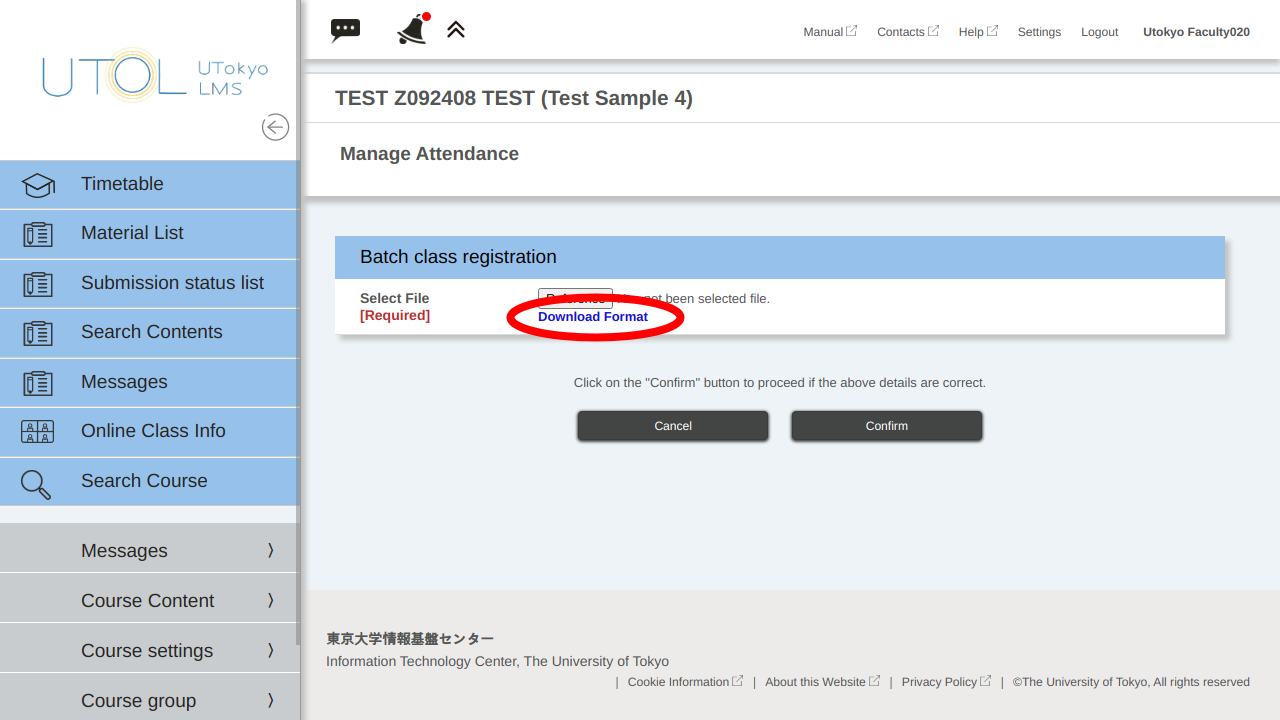 UTOL UTokyo LMS
Manual Contacts Help Settings Logout Utokyo Faculty020
TEST Z092408 TEST (Test Sample 4)
Manage Attendance
Timetable
Material List
Submission status list
Search Contents
Messages
Online Class Info
Search Course
Messages
Course Content
Course settings
Course group
Batch class registration
Select File
[Required]
not been selected file.
Download Format
Click on the "Confirm" button to proceed if the above details are correct.
Cancel Confirm
東京大学情報基盤センター
Information Technology Center, The University of Tokyo
| Cookie Information | About this Website | Privacy Policy | ©The University of Tokyo, All rights reserved